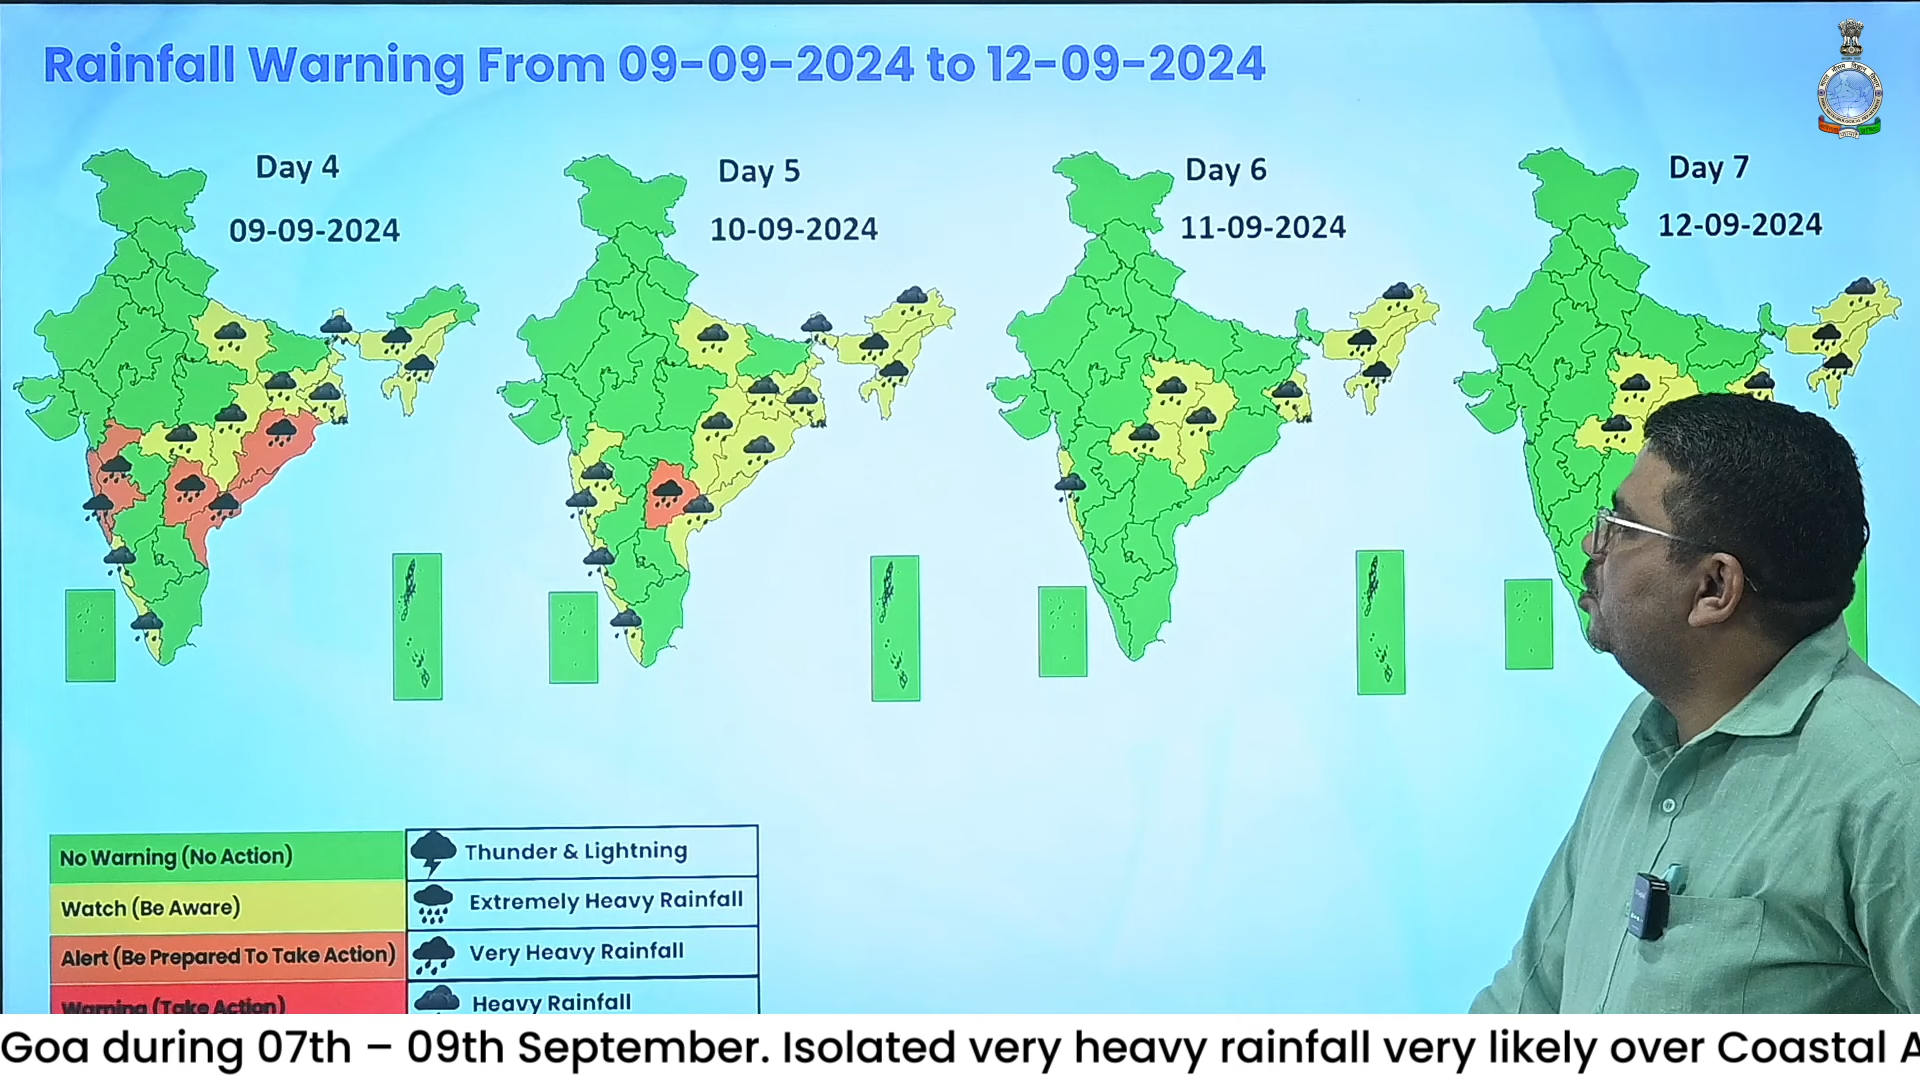 Rainfall Warning From 09-09-2024 to 12-09-2024
Day 4
09-09-2024
Day 5
10-09-2024
Day 6
11-09-2024
Day 7
12-09-2024
No Warning (No Action)
Thunder & Lightning
Watch (Be Aware)
Extremely Heavy Rainfall
Alert (Be Prepared To Take Action)
Very Heavy Rainfall
Warning (Take Action)
Heavy Rainfall
Goa during 07th – 09th September. Isolated very heavy rainfall very likely over Coastal A